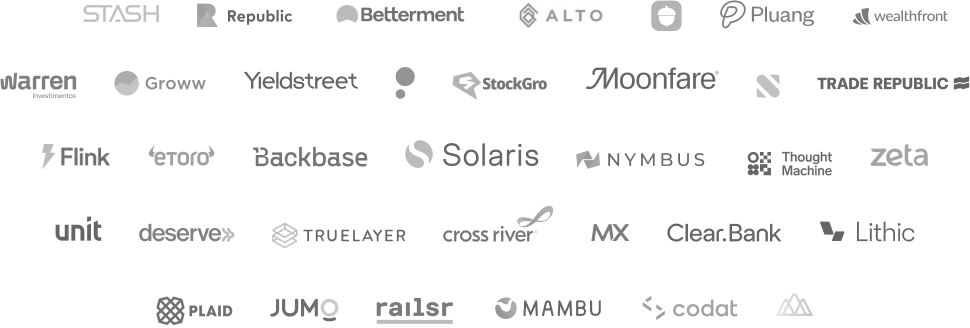 STASH Republic Betterment ALTO Pluang wealthfront
warren Investimentos Groww Yieldstreet StockGro Moonfare® TRADE REPUBLIC
Flink eToro Backbase Solaris NYMBUS Thought Machine zeta
unit deserve TRUELAYER cross river MX Clear.Bank Lithic
PLAID JUMO railsr MAMBU codat